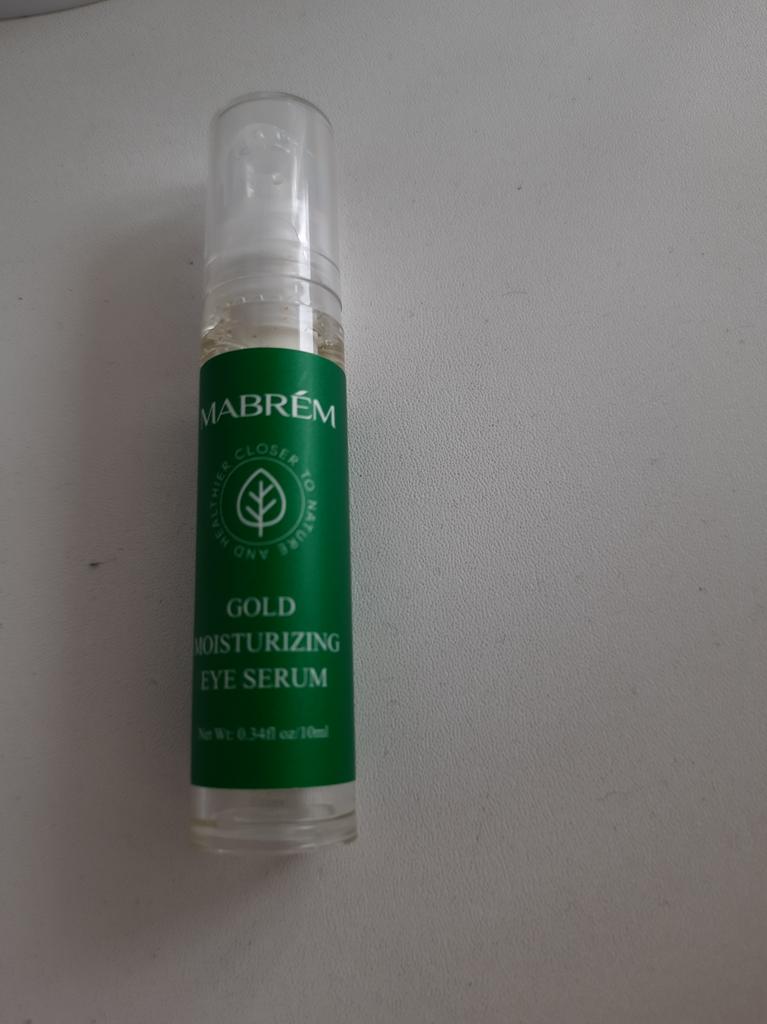 MABRÉM
CLOSER TO NATURE AND HEALTHIER
GOLD
MOISTURIZING
EYE SERUM
Net Wt: 0.34fl oz/10ml